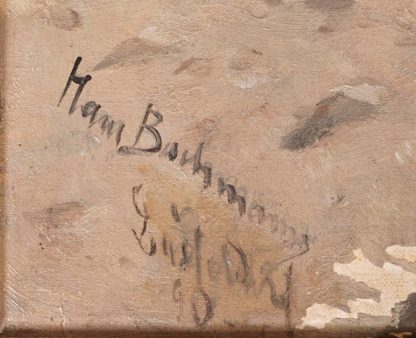 Hans Bachmann
Düsseldorf
90